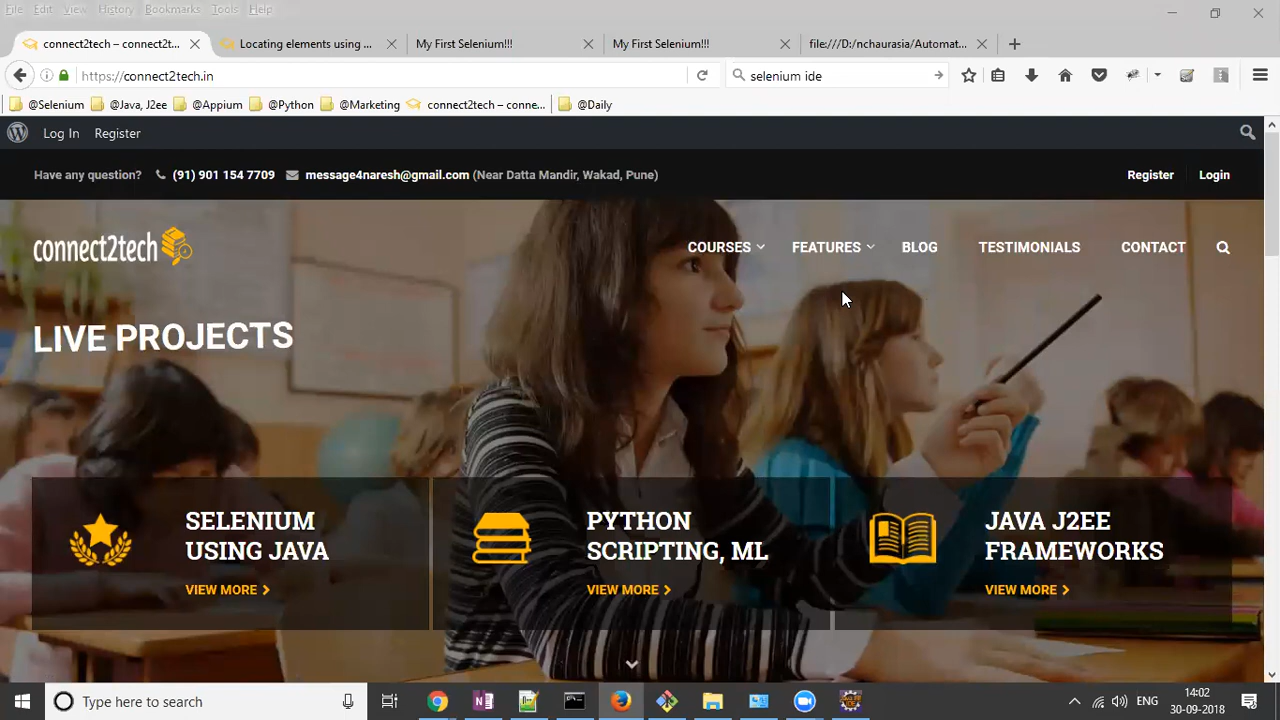 File Edit View History Bookmarks Tools Help
connect2tech – connect2t... Locating elements using ... My First Selenium!!! My First Selenium!!! file:///D:/nchaurasia/Automat...
https://connect2tech.in selenium ide
@Selenium @Java, J2ee @Appium @Python @Marketing connect2tech – conne... @Daily
Log In Register
Have any question? (91) 901 154 7709 message4naresh@gmail.com (Near Datta Mandir, Wakad, Pune) Register Login
connect2tech COURSES FEATURES BLOG TESTIMONIALS CONTACT
LIVE PROJECTS
SELENIUM
USING JAVA
VIEW MORE
PYTHON
SCRIPTING, ML
VIEW MORE
JAVA J2EE
FRAMEWORKS
VIEW MORE
Type here to search ENG 14:02
30-09-2018